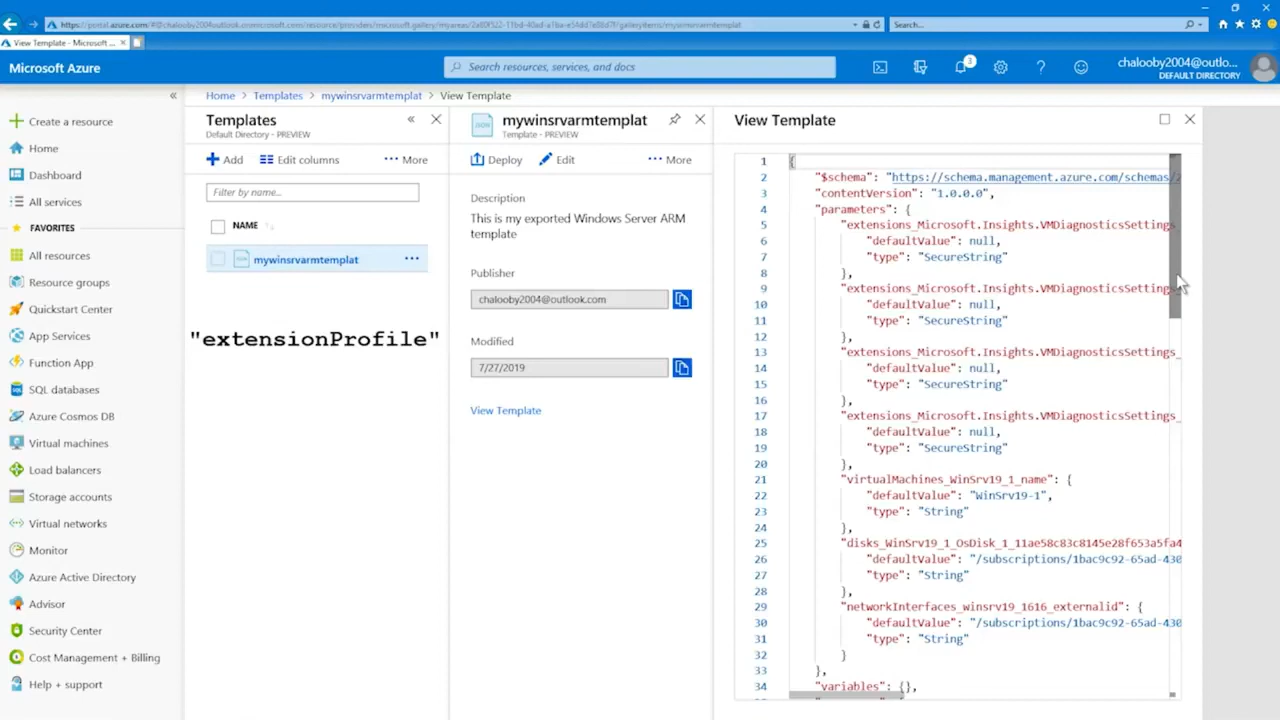 View Template - Microsoft ...
Search...
Microsoft Azure
Search resources, services, and docs
3
chalooby2004@outlo...
DEFAULT DIRECTORY
Home > Templates > mywinsrvarmtemplat > View Template
Create a resource
Home
Dashboard
All services
FAVORITES
All resources
Resource groups
Quickstart Center
App Services
Function App
SQL databases
Azure Cosmos DB
Virtual machines
Load balancers
Storage accounts
Virtual networks
Monitor
Azure Active Directory
Advisor
Security Center
Cost Management + Billing
Help + support
Templates
Default Directory - PREVIEW
Add Edit columns ··· More
Filter by name...
NAME
mywinsrvarmtemplat ···
"extensionProfile"
JSON
mywinsrvarmtemplat
Template - PREVIEW
Deploy Edit ··· More
Description
This is my exported Windows Server ARM
template
Publisher
chalooby2004@outlook.com
Modified
7/27/2019
View Template
View Template
1 {
2 "$schema": "https://schema.management.azure.com/schemas/
3 "contentVersion": "1.0.0.0",
4 "parameters": {
5 "extensions_Microsoft.Insights.VMDiagnosticsSettings
6 "defaultValue": null,
7 "type": "SecureString"
8 },
9 "extensions_Microsoft.Insights.VMDiagnosticsSettings
10 "defaultValue": null,
11 "type": "SecureString"
12 },
13 "extensions_Microsoft.Insights.VMDiagnosticsSettings_
14 "defaultValue": null,
15 "type": "SecureString"
16 },
17 "extensions_Microsoft.Insights.VMDiagnosticsSettings_
18 "defaultValue": null,
19 "type": "SecureString"
20 },
21 "virtualMachines_WinSrv19_1_name": {
22 "defaultValue": "WinSrv19-1",
23 "type": "String"
24 },
25 "disks_WinSrv19_1_OsDisk_1_11ae58c83c8145e28f653a5fa4
26 "defaultValue": "/subscriptions/1bac9c92-65ad-430
27 "type": "String"
28 },
29 "networkInterfaces_winsrv19_1616_externalid": {
30 "defaultValue": "/subscriptions/1bac9c92-65ad-430
31 "type": "String"
32 }
33 },
34 "variables": {},